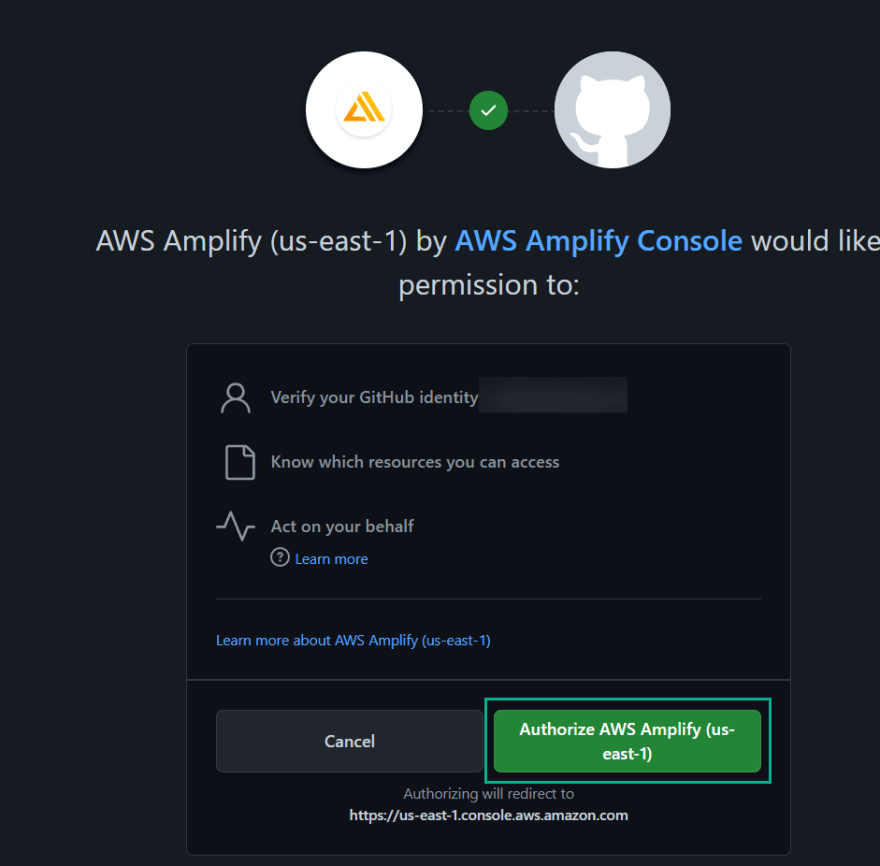 AWS Amplify (us-east-1) by AWS Amplify Console would like
permission to:
Verify your GitHub identity
Know which resources you can access
Act on your behalf
Learn more
Learn more about AWS Amplify (us-east-1)
Cancel
Authorize AWS Amplify (us-
east-1)
Authorizing will redirect to
https://us-east-1.console.aws.amazon.com